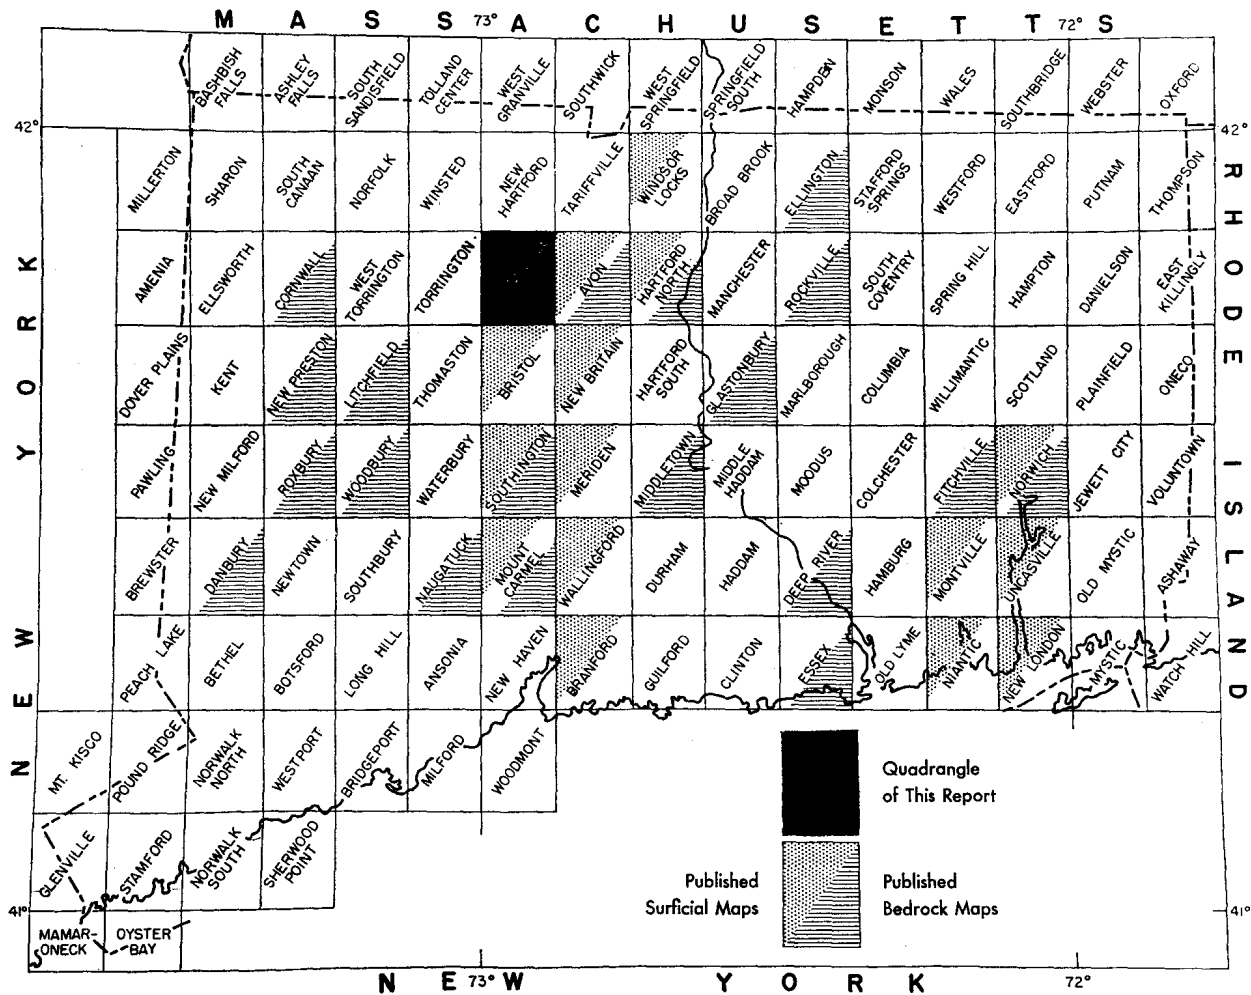 M A S S 73° A C H U S E T T 72° S
BASHBISH FALLS
ASHLEY FALLS
SOUTH SANDISFIELD
TOLLAND CENTER
WEST GRANVILLE
SOUTHWICK
WEST SPRINGFIELD
SPRINGFIELD SOUTH
HAMPDEN
MONSON
WALES
SOUTHBRIDGE
WEBSTER
OXFORD
42°
42°
MILLERTON
SHARON
SOUTH CANAAN
NORFOLK
WINSTED
NEW HARTFORD
TARIFFVILLE
WINDSOR LOCKS
BROAD BROOK
ELLINGTON
STAFFORD SPRINGS
WESTFORD
EASTFORD
PUTNAM
THOMPSON
AMENIA
ELLSWORTH
CORNWALL
WEST TORRINGTON
TORRINGTON
AVON
HARTFORD NORTH
MANCHESTER
ROCKVILLE
SOUTH COVENTRY
SPRING HILL
HAMPTON
DANIELSON
EAST KILLINGLY
DOVER PLAINS
KENT
NEW PRESTON
LITCHFIELD
THOMASTON
BRISTOL
NEW BRITAIN
HARTFORD SOUTH
GLASTONBURY
MARLBOROUGH
COLUMBIA
WILLIMANTIC
SCOTLAND
PLAINFIELD
ONECO
PAWLING
NEW MILFORD
ROXBURY
WOODBURY
WATERBURY
SOUTHINGTON
MERIDEN
MIDDLETOWN
MIDDLE HADDAM
MOODUS
COLCHESTER
FITCHVILLE
NORWICH
JEWETT CITY
VOLUNTOWN
BREWSTER
DANBURY
NEWTOWN
SOUTHBURY
NAUGATUCK
MOUNT CARMEL
WALLINGFORD
DURHAM
HADDAM
DEEP RIVER
HAMBURG
MONTVILLE
UNCASVILLE
OLD MYSTIC
ASHAWAY
PEACH LAKE
BETHEL
BOTSFORD
LONG HILL
ANSONIA
NEW HAVEN
BRANFORD
GUILFORD
CLINTON
ESSEX
OLD LYME
NIANTIC
NEW LONDON
MYSTIC
WATCH HILL
MT. KISCO
POUND RIDGE
NORWALK NORTH
WESTPORT
BRIDGEPORT
MILFORD
WOODMONT
GLENVILLE
STAMFORD
NORWALK SOUTH
SHERWOOD POINT
MAMAR-
ONECK
OYSTER
BAY
41°
41°
NEW YORK
RHODE ISLAND
Quadrangle
of This Report
Published
Surficial Maps
Published
Bedrock Maps
N E 73° W Y O R K 72°